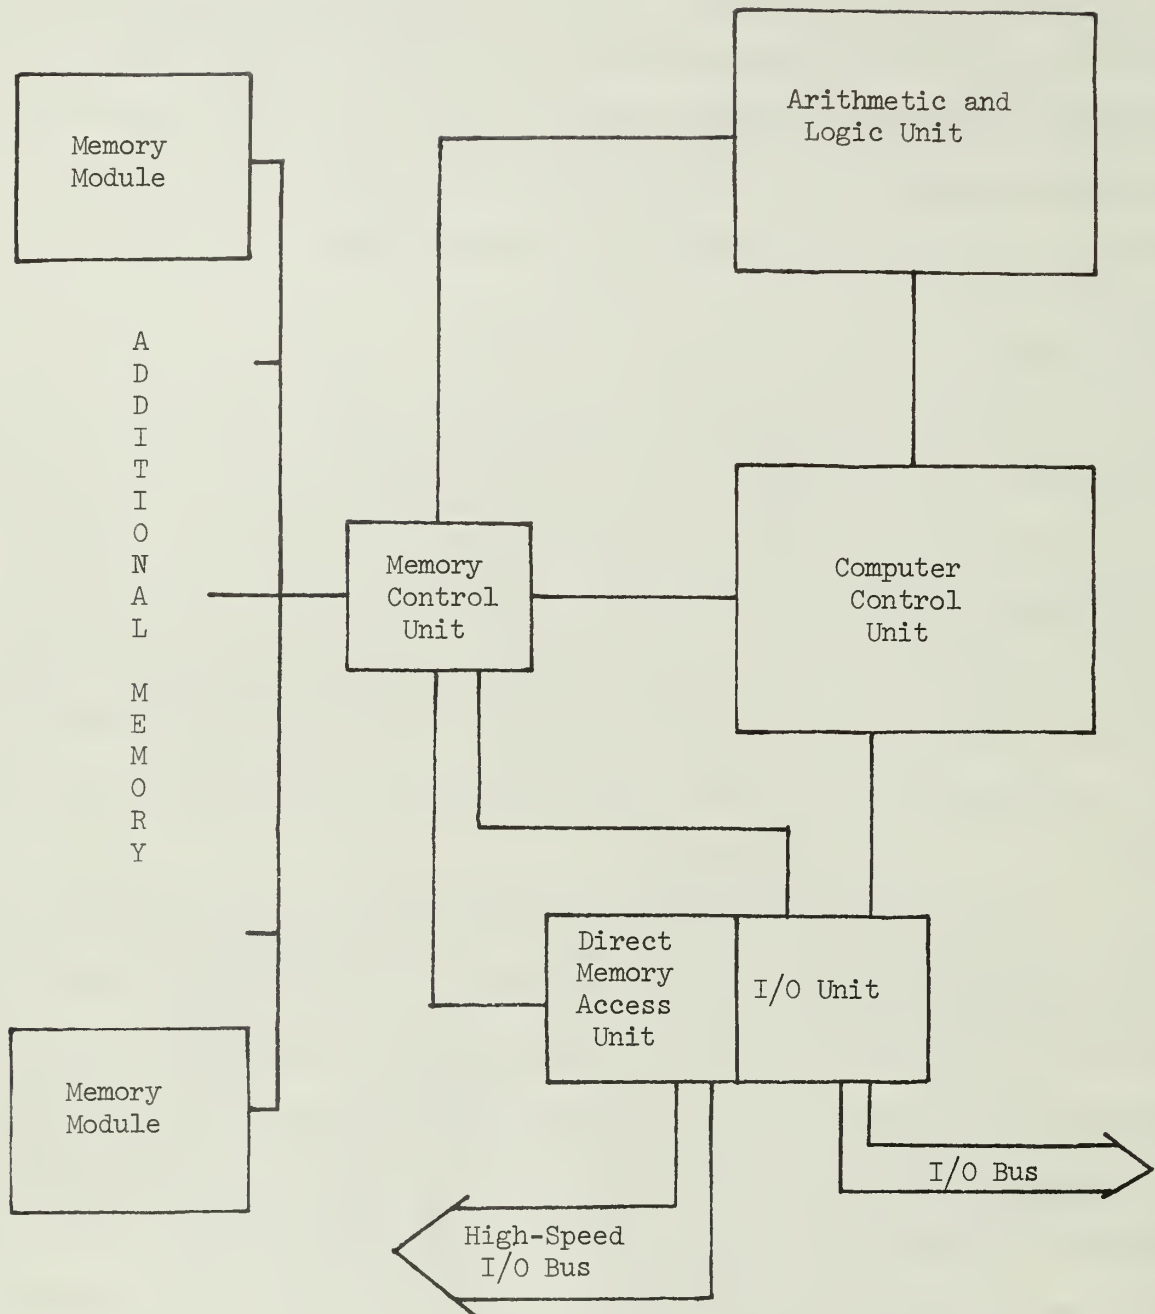 Arithmetic and
Logic Unit
Memory
Module
A
D
D
I
T
I
O
N
A
L
M
E
M
O
R
Y
Memory
Control
Unit
Computer
Control
Unit
Direct
Memory
Access
Unit
I/O Unit
Memory
Module
I/O Bus
High-Speed
I/O Bus